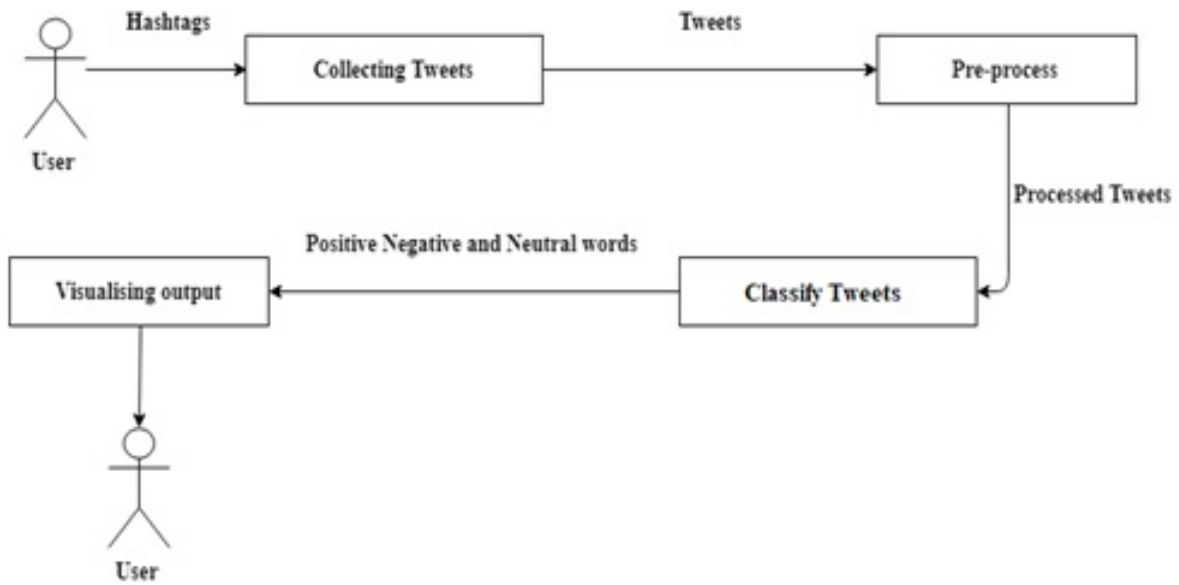 Hashtags
Tweets
Collecting Tweets
Pre-process
User
Processed Tweets
Positive Negative and Neutral words
Visualising output
Classify Tweets
User